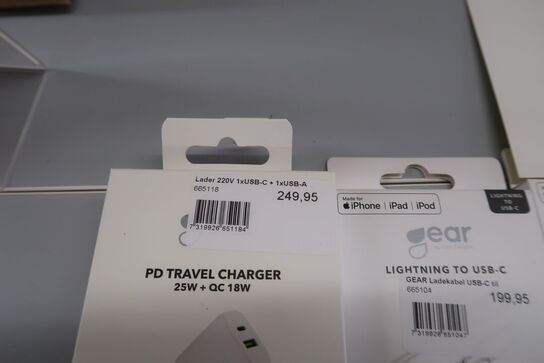 Lader 220V 1xUSB-C + 1xUSB-A
665118
249,95
7 319926 651184
PD TRAVEL CHARGER
25W + QC 18W
Made for
iPhone | iPad | iPod
LIGHTNING
TO
USB-C
gear
LIGHTNING TO USB-C
GEAR Ladekabel USB-C til
665104
199,95